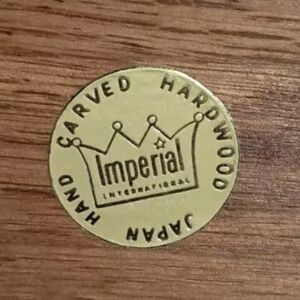 HAND CARVED HARDWOOD JAPAN
Imperial
INTERNATIONAL